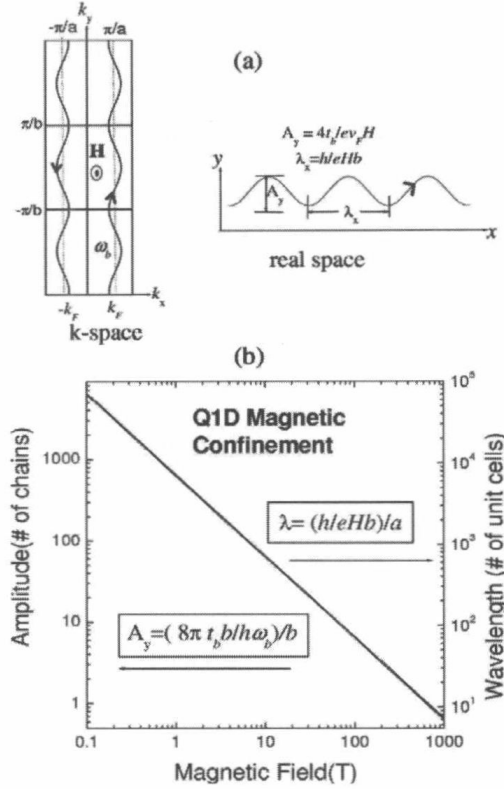 k_y
-π/a π/a
(a)
π/b
H
-π/b
ω_b
-k_F k_F k_x
k-space
A_y = 4t_b/ev_FH
λ_x=h/eHb
y
A_y
λ_x
x
real space
(b)
Q1D Magnetic
Confinement
λ= (h/eHb)/a
A_y=( 8π t_b b/hω_b)/b
Amplitude(# of chains)
1000
100
10
1
Wavelength (# of unit cells)
10^5
10^4
10^3
10^2
10^1
0.1 1 10 100 1000
Magnetic Field(T)